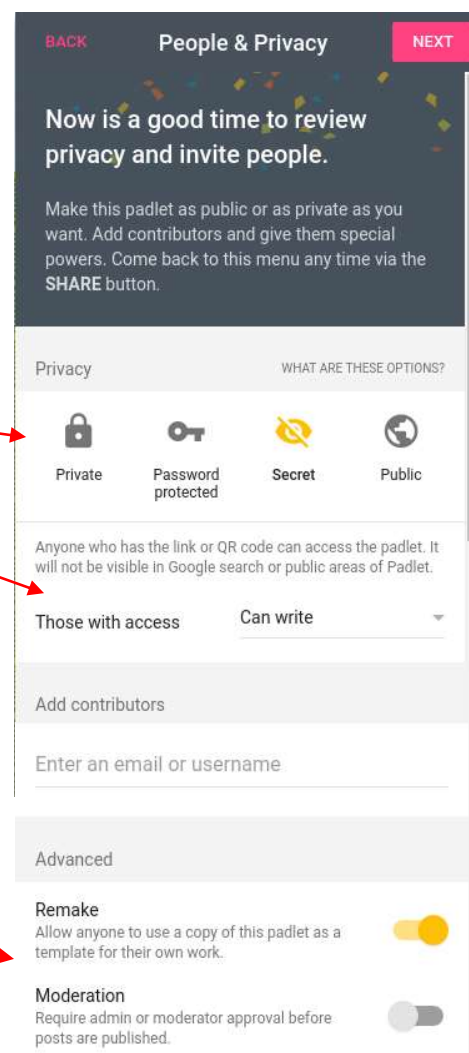 BACK People & Privacy NEXT
Now is a good time to review
privacy and invite people.
Make this padlet as public or as private as you
want. Add contributors and give them special
powers. Come back to this menu any time via the
SHARE button.
Privacy WHAT ARE THESE OPTIONS?
Private Password protected Secret Public
Anyone who has the link or QR code can access the padlet. It
will not be visible in Google search or public areas of Padlet.
Those with access Can write
Add contributors
Enter an email or username
Advanced
Remake
Allow anyone to use a copy of this padlet as a
template for their own work.
Moderation
Require admin or moderator approval before
posts are published.